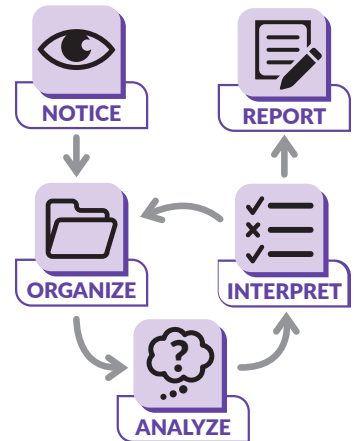 NOTICE
REPORT
ORGANIZE
INTERPRET
?
ANALYZE